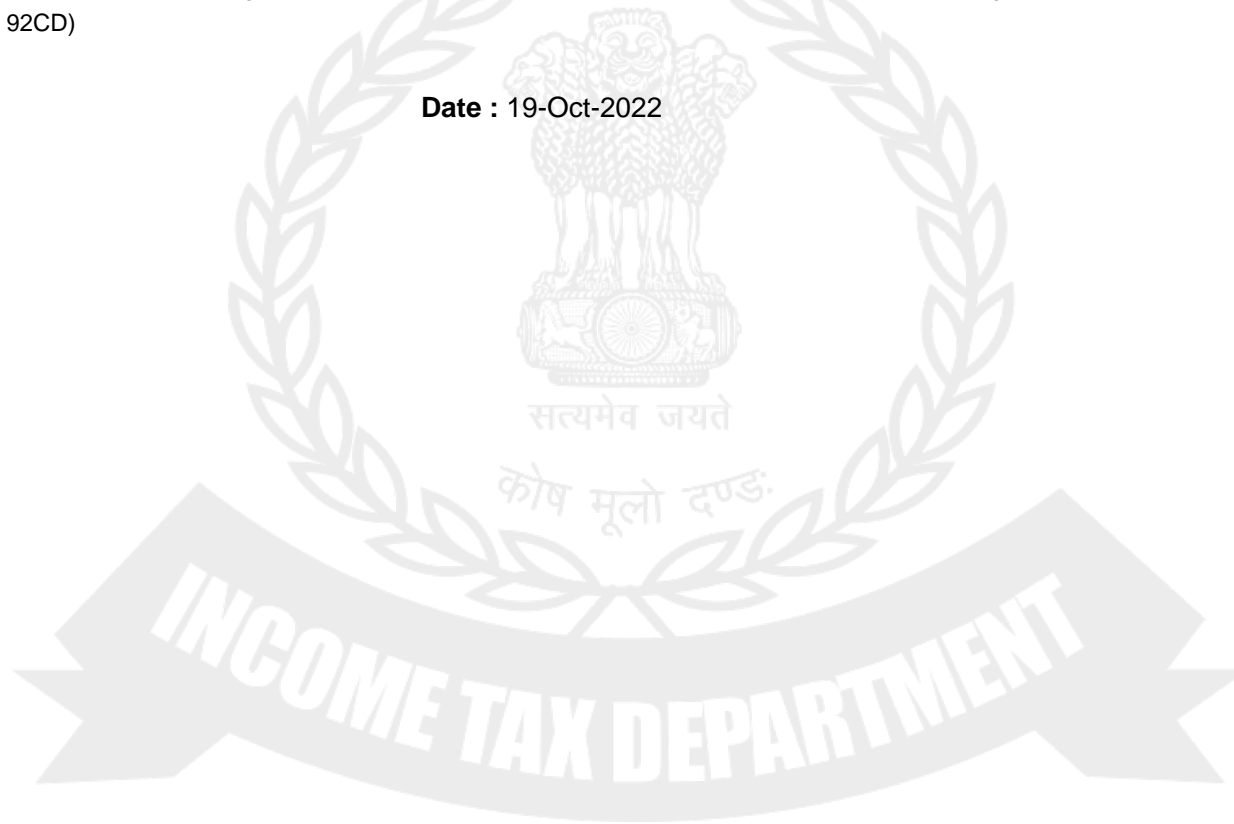 92CD)
Date : 19-Oct-2022
सत्यमेव जयते
कोष मूलो दण्डः
INCOME TAX DEPARTMENT